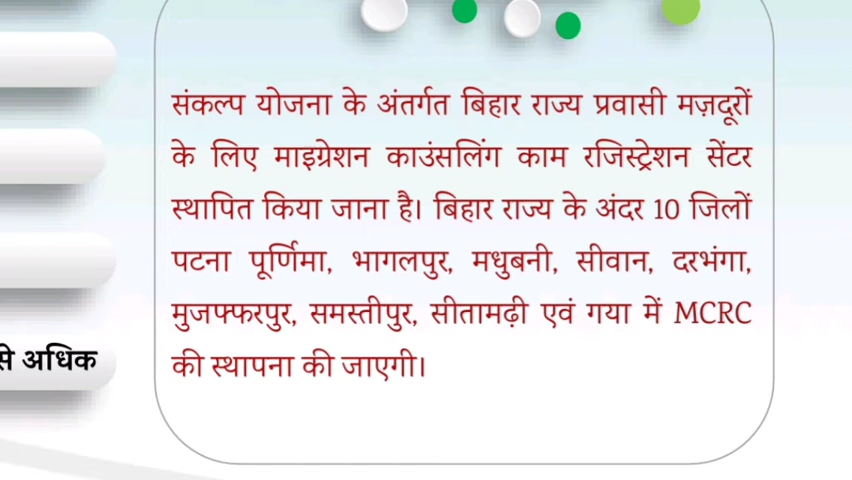 संकल्प योजना के अंतर्गत बिहार राज्य प्रवासी मज़दूरों
के लिए माइग्रेशन काउंसलिंग काम रजिस्ट्रेशन सेंटर
स्थापित किया जाना है। बिहार राज्य के अंदर 10 जिलों
पटना पूर्णिमा, भागलपुर, मधुबनी, सीवान, दरभंगा,
मुजफ्फरपुर, समस्तीपुर, सीतामढ़ी एवं गया में MCRC
की स्थापना की जाएगी।
से अधिक